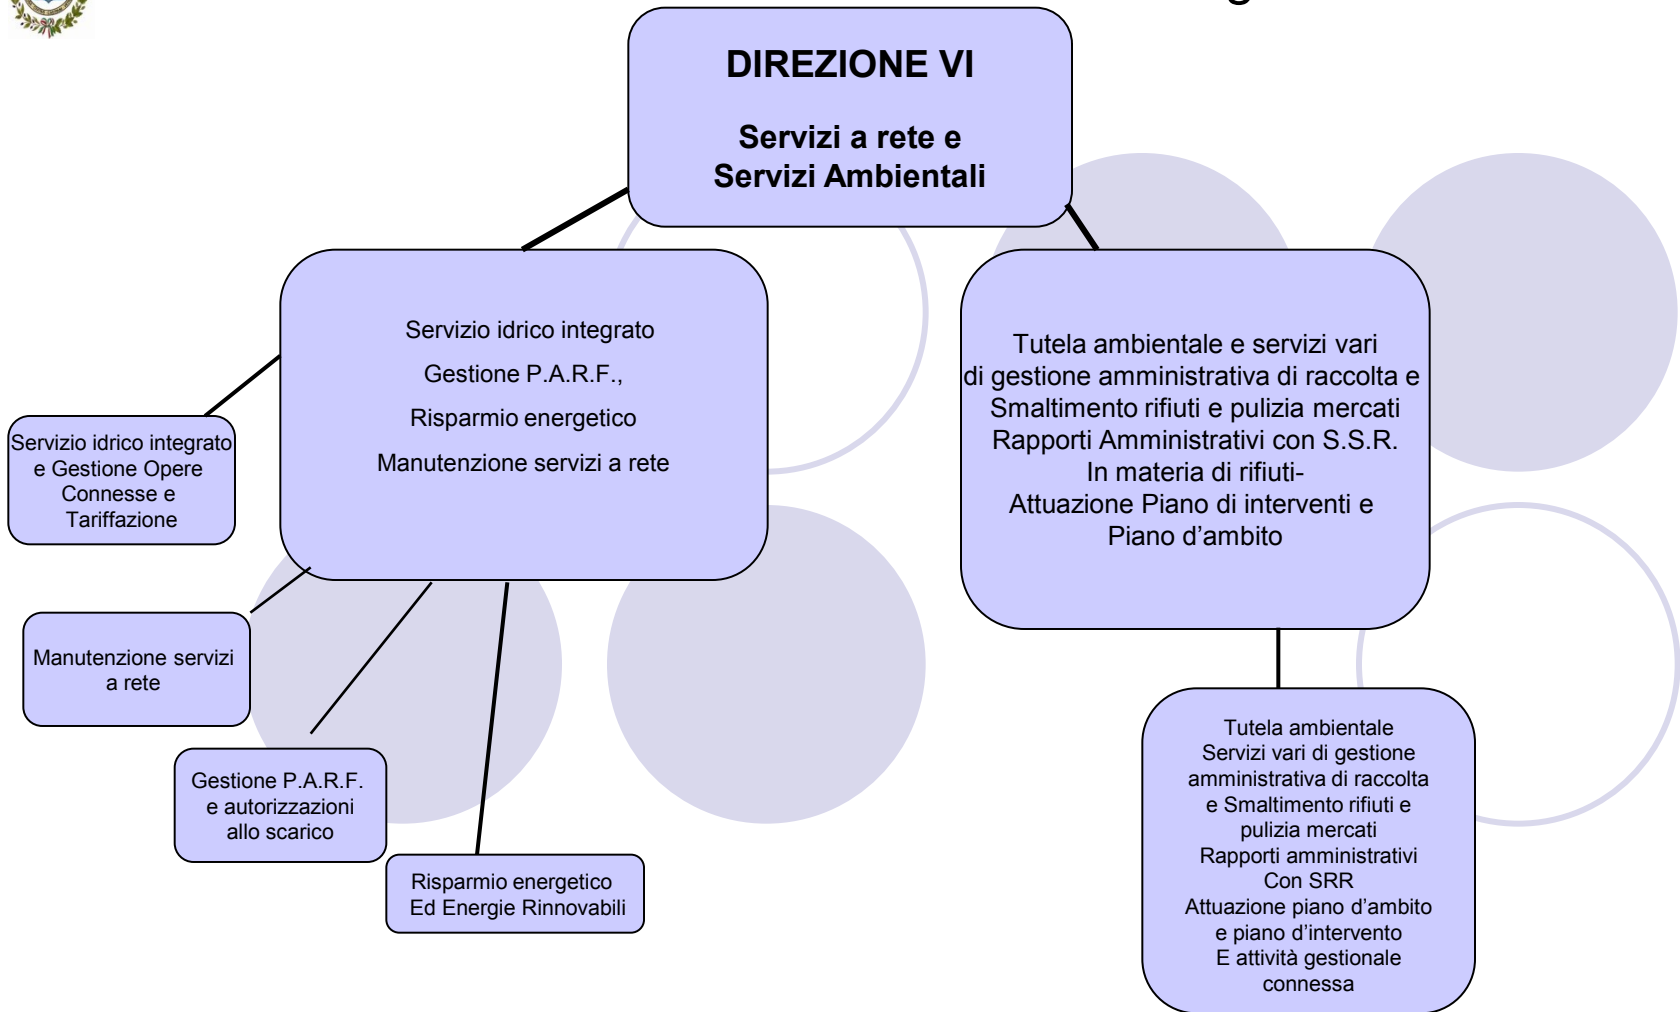 DIREZIONE VI
Servizi a rete e
Servizi Ambientali
Servizio idrico integrato
Gestione P.A.R.F.,
Risparmio energetico
Manutenzione servizi a rete
Tutela ambientale e servizi vari
di gestione amministrativa di raccolta e
Smaltimento rifiuti e pulizia mercati
Rapporti Amministrativi con S.S.R.
In materia di rifiuti-
Attuazione Piano di interventi e
Piano d’ambito
Servizio idrico integrato
e Gestione Opere
Connesse e
Tariffazione
Manutenzione servizi
a rete
Gestione P.A.R.F.
e autorizzazioni
allo scarico
Risparmio energetico
Ed Energie Rinnovabili
Tutela ambientale
Servizi vari di gestione
amministrativa di raccolta
e Smaltimento rifiuti e
pulizia mercati
Rapporti amministrativi
Con SRR
Attuazione piano d’ambito
e piano d’intervento
E attività gestionale
connessa